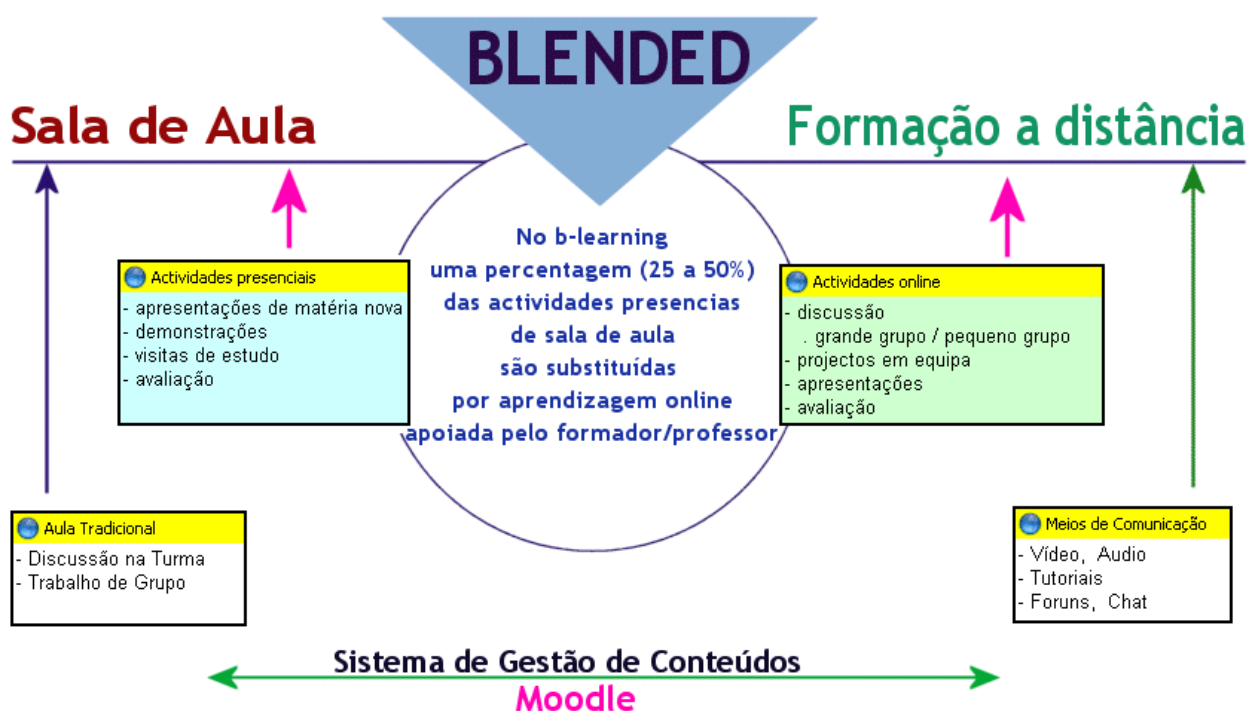 BLENDED
Sala de Aula
Formação a distância
No b-learning
uma percentagem (25 a 50%)
das actividades presencias
de sala de aula
são substituídas
por aprendizagem online
apoiada pelo formador/professor
Actividades presenciais
- apresentações de matéria nova
- demonstrações
- visitas de estudo
- avaliação
Actividades online
- discussão
. grande grupo / pequeno grupo
- projectos em equipa
- apresentações
- avaliação
Aula Tradicional
- Discussão na Turma
- Trabalho de Grupo
Meios de Comunicação
- Vídeo, Audio
- Tutoriais
- Foruns, Chat
Sistema de Gestão de Conteúdos
Moodle